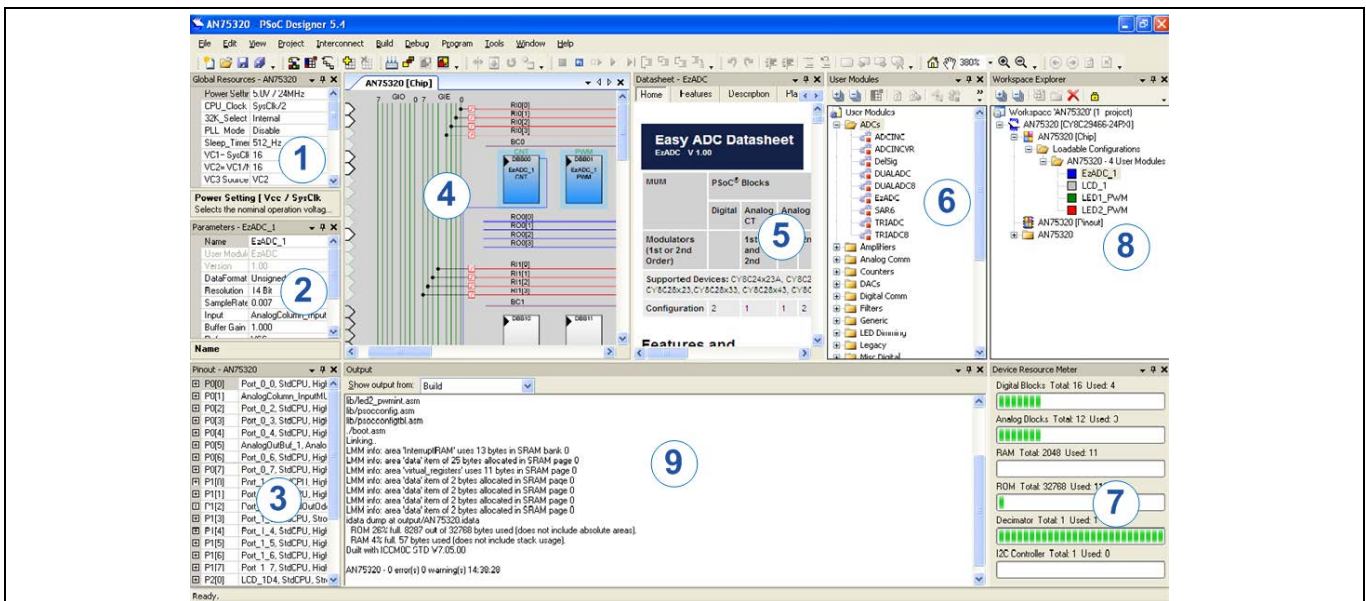 AN75320 PSoC Designer 5.4
File Edit View Project Interconnect Build Debug Program Tools Window Help
380%
Global Resources - AN75320
5.0V / 24MHz
CPU_Clock SysClk/2
32K_Select Internal
PLL Mode Disable
512_Hz
16
16
VC3 Source VC2
1
Power Setting [ Vcc / SysClk
Selects the nominal operation voltag...
Parameters - EzADC_1
Name EzADC_1
EzADC
Version 1.00
DataFormat Unsigned
Resolution 14 Bit
SampleRate 0.007
Input AnalogColumn_Input
Buffer Gain 1.000
2
Name
Pinout - AN75320
P0[0] Port_0_0, StdCPU, High
P0[1] AnalogColumn_InputMU
P0[2] Port_0_2, StdCPU, High
P0[3] Port_0_3, StdCPU, High
P0[4] Port_0_4, StdCPU, High
P0[5] AnalogOutBuf_1, Analo
P0[6] Port_0_6, StdCPU, High
P0[7] Port_0_7, StdCPU, High
P1[0]
P1[1]
P1[2]
P1[3]
P1[4] Port_1_4, StdCPU, High
P1[5] Port_1_5, StdCPU, High
P1[6] Port_1_6, StdCPU, High
P1[7] Port_1_7, StdCPU, High
P2[0] LCD_1D4, StdCPU, Stro
3
AN75320 [Chip]
7 GIO 0 7 GIE 0
RI0[0]
RI0[1]
RI0[2]
RI0[3]
BC0
CNT PWM
DBB00 DBB01
EzADC_1 EzADC_1
CNT PWM
4
RO0[0]
RO0[1]
RO0[2]
RO0[3]
RI1[0]
RI1[1]
RI1[2]
RI1[3]
BC1
DBB10 DBB11
Datasheet - EzADC
Home Features Description
Easy ADC Datasheet
EzADC V 1.00
MUM PSoC® Blocks
Digital Analog CT Analog
Modulators (1st or 2nd Order)
1st and 2nd
5
Supported Devices: CY8C24x23A, CY8C2
CY8C28x23, CY8C28x33, CY8C28x43, CY8C
Configuration 2 1 1 2
Features and
User Modules
User Modules
ADCs
ADCINC
ADCINCVR
DelSig
DUALADC
DUALADC8
EzADC
SAR6
TRIADC
TRIADC8
Amplifiers
Analog Comm
Counters
DACs
Digital Comm
Filters
Generic
LED Dimming
Legacy
Misc Digital
6
Workspace Explorer
Workspace 'AN75320' (1 project)
AN75320 [CY8C29466-24PXI]
AN75320 [Chip]
Loadable Configurations
AN75320 - 4 User Modules
EzADC_1
LCD_1
LED1_PWM
LED2_PWM
AN75320 [Pinout]
AN75320
8
Output
Show output from: Build
lib/led2_pwmint.asm
lib/psocconfig.asm
lib/psocconfigtbl.asm
./boot.asm
Linking..
LMM info: area 'InterruptRAM' uses 13 bytes in SRAM bank 0
LMM info: area 'data' item of 25 bytes allocated in SRAM page 0
LMM info: area 'virtual_registers' uses 11 bytes in SRAM page 0
LMM info: area 'data' item of 2 bytes allocated in SRAM page 0
LMM info: area 'data' item of 2 bytes allocated in SRAM page 0
LMM info: area 'data' item of 2 bytes allocated in SRAM page 0
LMM info: area 'data' item of 2 bytes allocated in SRAM page 0
idata dump at output/AN75320.idata
ROM 26% full. 8287 out of 32768 bytes used (does not include absolute areas).
RAM 4% full. 57 bytes used (does not include stack usage).
Built with ICCM8C STD V7.05.00
AN75320 - 0 error(s) 0 warning(s) 14:38:28
9
Device Resource Meter
Digital Blocks Total: 16 Used: 4
Analog Blocks Total: 12 Used: 3
RAM Total: 2048 Used: 11
ROM Total: 32768 Used:
Decimator Total: 1 Used: 1
I2C Controller Total: 1 Used: 0
7
Ready.